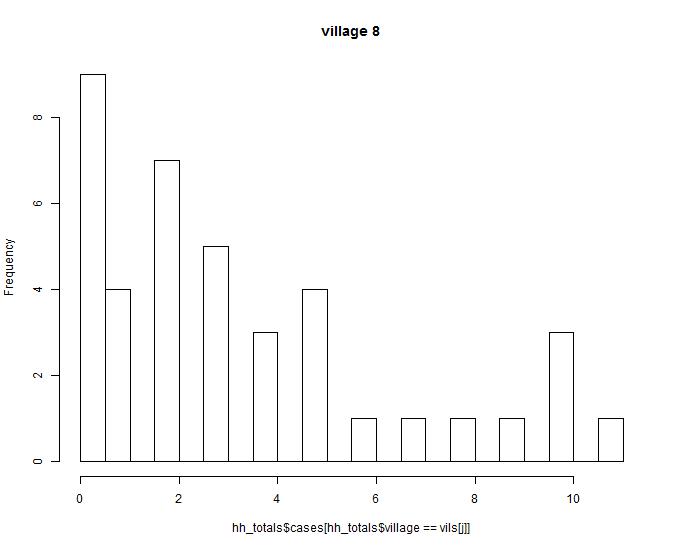 village 8
Frequency
8
6
4
2
0
0 2 4 6 8 10
hh_totals$cases[hh_totals$village == vils[j]]